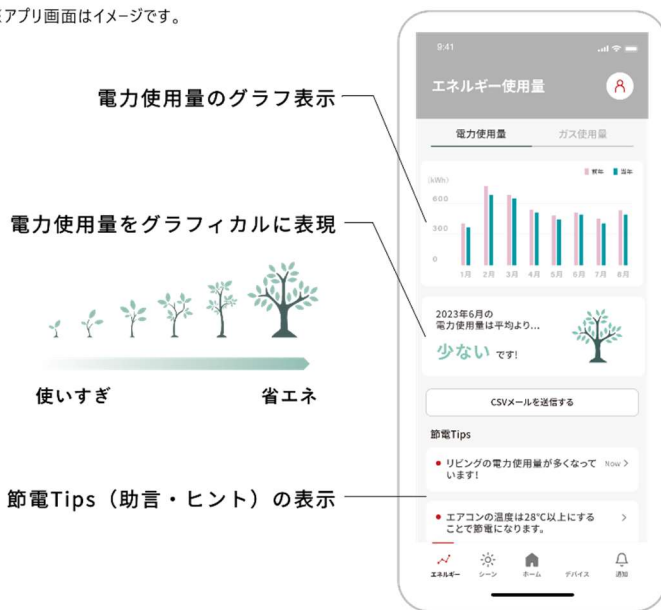 ※アプリ画面はイメージです。
電力使用量のグラフ表示
電力使用量をグラフィカルに表現
使いすぎ
省エネ
節電Tips（助言・ヒント）の表示
9:41
エネルギー使用量
電力使用量
ガス使用量
前年
当年
(kWh)
600
300
0
1月 2月 3月 4月 5月 6月 7月 8月
2023年6月の
電力使用量は平均より...
少ない です!
CSVメールを送信する
節電Tips
リビングの電力使用量が多くなって
います!
Now >
エアコンの温度は28℃以上にする
ことで節電になります。
>
エネルギー シーン ホーム デバイス 通知